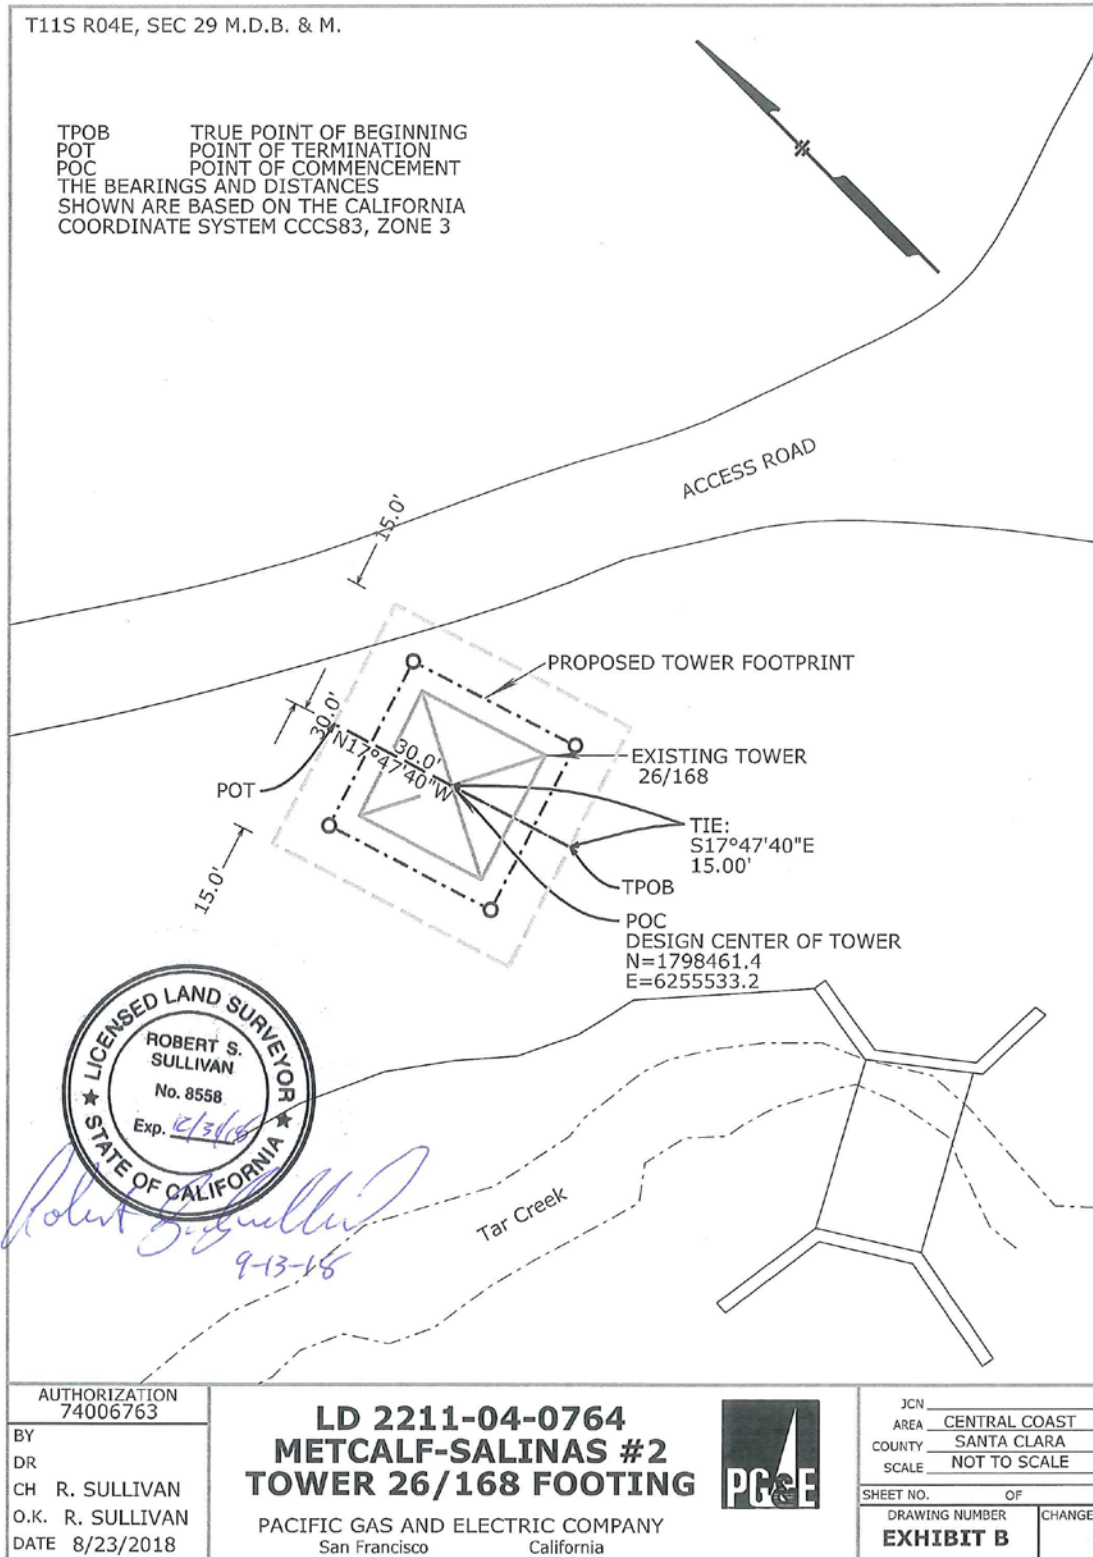 T11S R04E, SEC 29 M.D.B. & M.
TPOB TRUE POINT OF BEGINNING
POT POINT OF TERMINATION
POC POINT OF COMMENCEMENT
THE BEARINGS AND DISTANCES
SHOWN ARE BASED ON THE CALIFORNIA
COORDINATE SYSTEM CCCS83, ZONE 3
ACCESS ROAD
15.0'
PROPOSED TOWER FOOTPRINT
30.0'
30.0'
N17°47'40"W
EXISTING TOWER
26/168
POT
TIE:
S17°47'40"E
15.00'
15.0'
TPOB
POC
DESIGN CENTER OF TOWER
N=1798461.4
E=6255533.2
LICENSED LAND SURVEYOR
ROBERT S.
SULLIVAN
No. 8558
Exp. 12/31/18
STATE OF CALIFORNIA
Robert
9-13-18
Tar Creek
AUTHORIZATION
74006763
BY
DR
CH R. SULLIVAN
O.K. R. SULLIVAN
DATE 8/23/2018
LD 2211-04-0764
METCALF-SALINAS #2
TOWER 26/168 FOOTING
PACIFIC GAS AND ELECTRIC COMPANY
San Francisco California
PG&E
JCN
AREA CENTRAL COAST
COUNTY SANTA CLARA
SCALE NOT TO SCALE
SHEET NO. OF
DRAWING NUMBER
EXHIBIT B
CHANGE